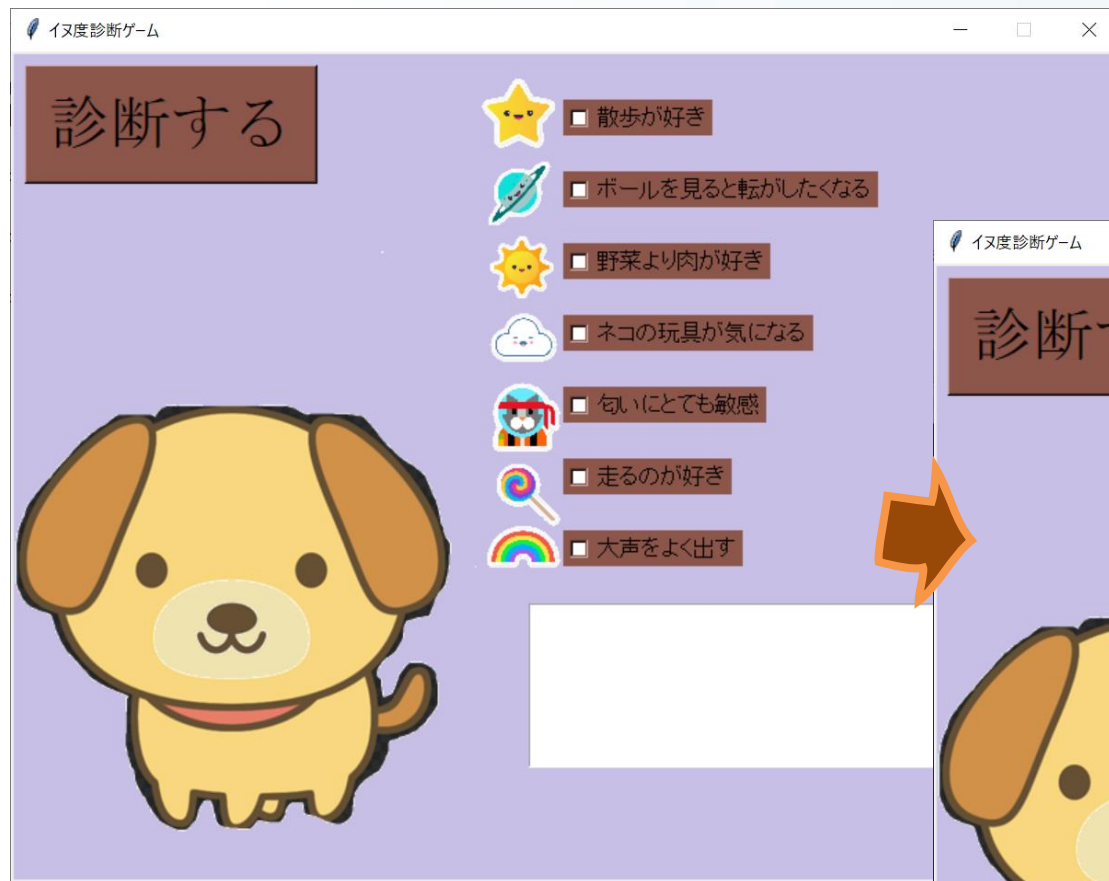 イヌ度診断ゲーム
診断する
散歩が好き
ボールを見ると転がしたくなる
野菜より肉が好き
ネコの玩具が気になる
匂いにとても敏感
走るのが好き
大声をよく出す
イヌ度診断ゲーム
診断